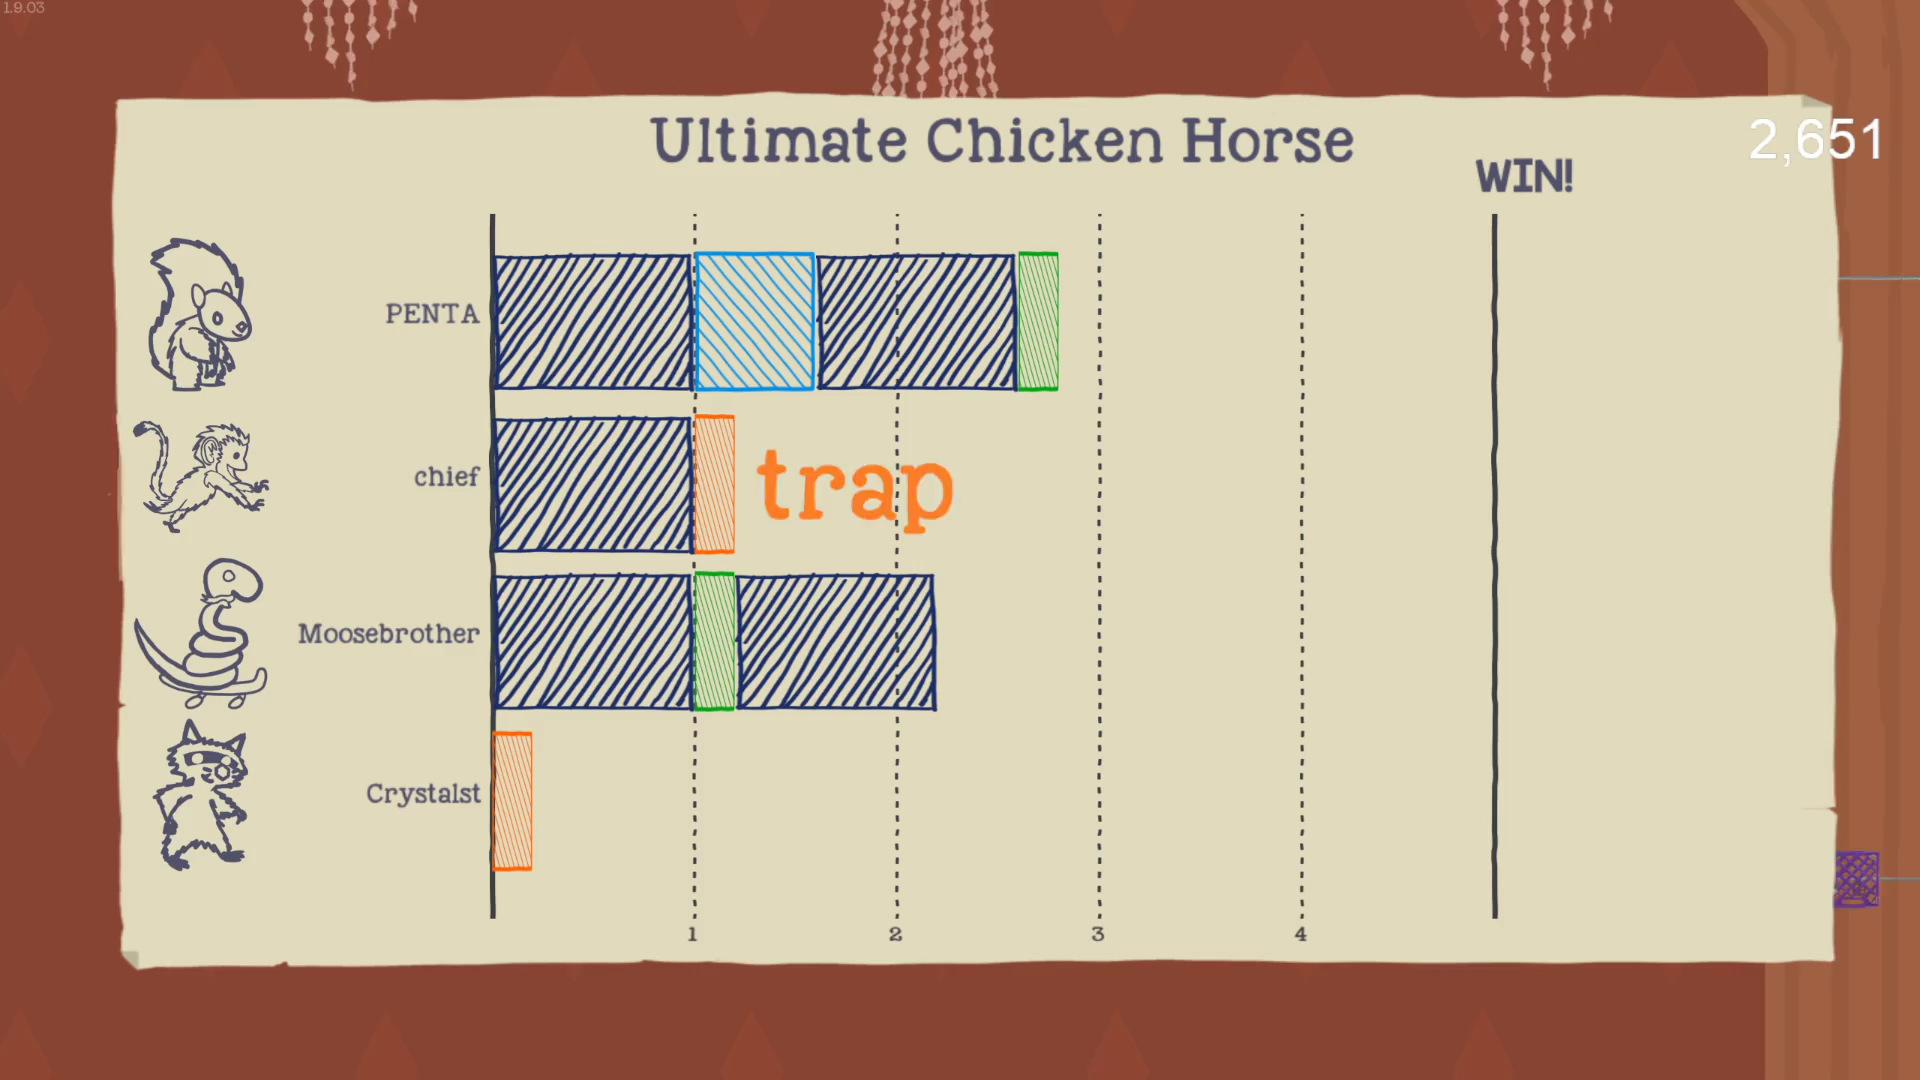 1.9.03
Ultimate Chicken Horse
2,651
WIN!
PENTA
chief
trap
Moosebrother
Crystalst
1 2 3 4